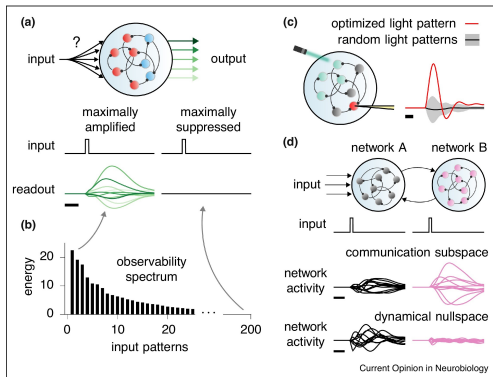 (a)
?
input
output
maximally
amplified
maximally
suppressed
input
readout
(b)
energy
20
10
0
observability
spectrum
0
10
20
...
200
input patterns
(c)
optimized light pattern
random light patterns
(d)
network A
network B
input
input
communication subspace
network
activity
dynamical nullspace
network
activity
Current Opinion in Neurobiology